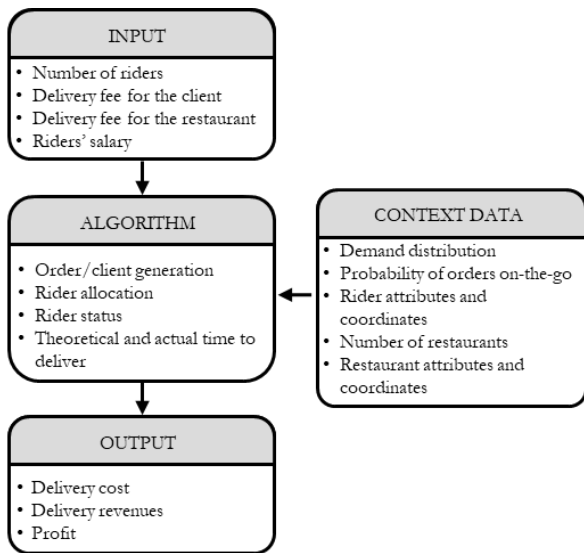 INPUT
• Number of riders
• Delivery fee for the client
• Delivery fee for the restaurant
• Riders' salary
ALGORITHM
• Order/client generation
• Rider allocation
• Rider status
• Theoretical and actual time to
deliver
CONTEXT DATA
• Demand distribution
• Probability of orders on-the-go
• Rider attributes and
coordinates
• Number of restaurants
• Restaurant attributes and
coordinates
OUTPUT
• Delivery cost
• Delivery revenues
• Profit